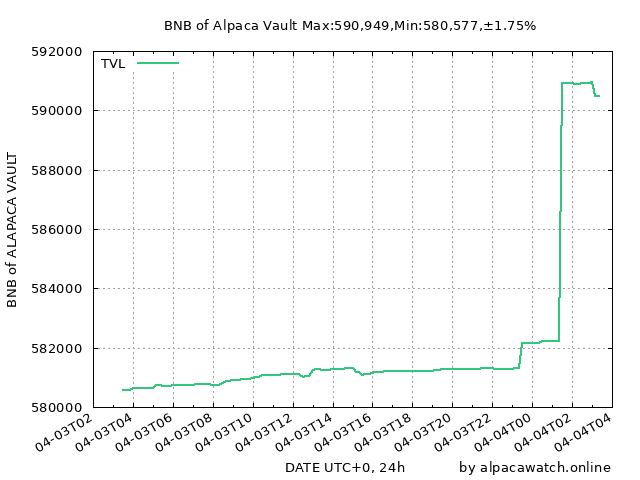 BNB of Alpaca Vault Max:590,949,Min:580,577,±1.75%
TVL
BNB of ALAPACA VAULT
592000
590000
588000
586000
584000
582000
580000
04-03T02
04-03T04
04-03T06
04-03T08
04-03T10
04-03T12
04-03T14
04-03T16
04-03T18
04-03T20
04-03T22
04-04T00
04-04T02
04-04T04
DATE UTC+0, 24h
by alpacawatch.online